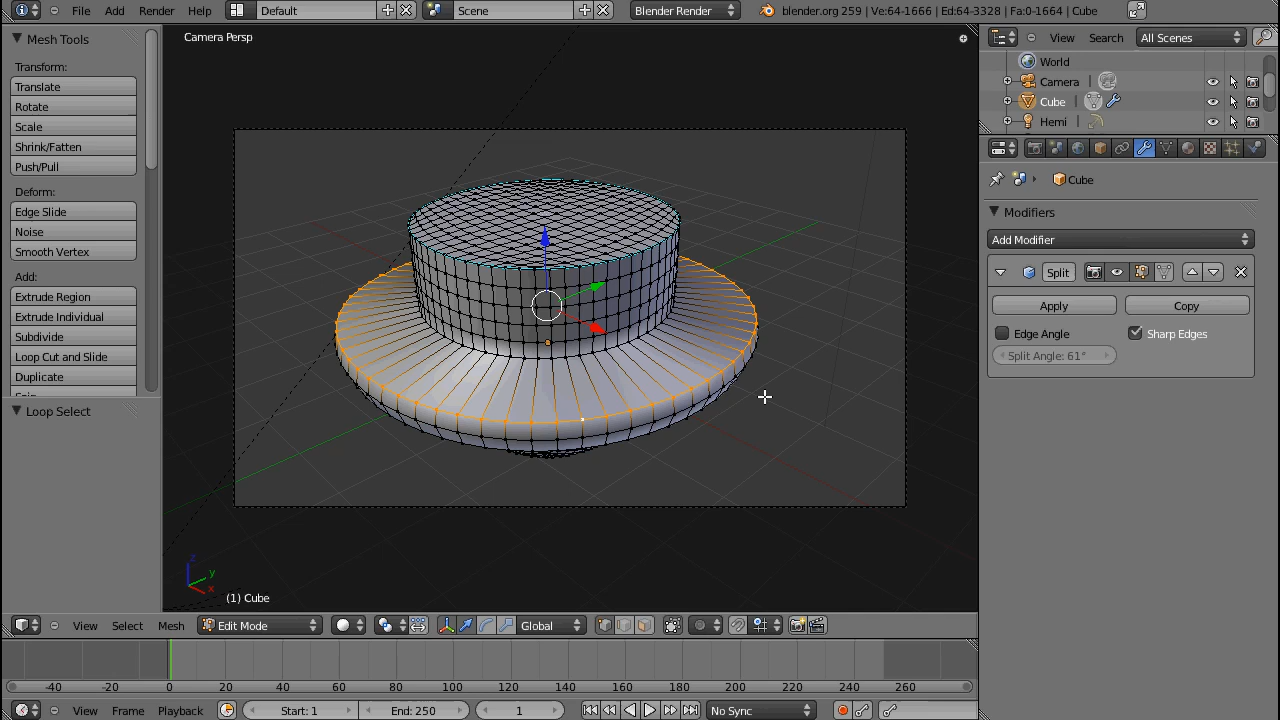 File Add Render Help Default Scene Blender Render blender.org 259 | Ve:64-1666 | Ed:64-3328 | Fa:0-1664 | Cube
Mesh Tools
Transform:
Translate
Rotate
Scale
Shrink/Fatten
Push/Pull
Deform:
Edge Slide
Noise
Smooth Vertex
Add:
Extrude Region
Extrude Individual
Subdivide
Loop Cut and Slide
Duplicate
Loop Select
Camera Persp
z
y
x
(1) Cube
View Search All Scenes
World
Camera
Cube
Hemi
Cube
Modifiers
Add Modifier
Split
Apply Copy
Edge Angle Sharp Edges
Split Angle: 61°
View Select Mesh Edit Mode Global
-40 -20 0 20 40 60 80 100 120 140 160 180 200 220 240 260
View Frame Playback Start: 1 End: 250 1 No Sync